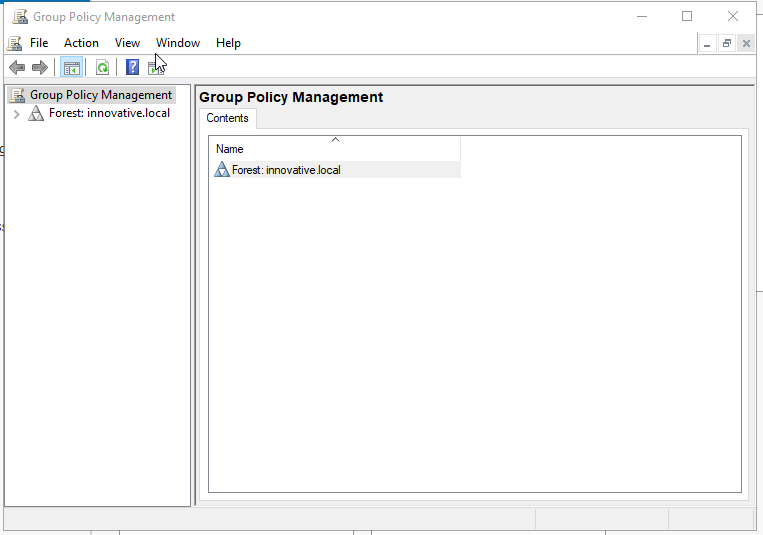 Group Policy Management
File Action View Window Help
Group Policy Management
Forest: innovative.local
Group Policy Management
Contents
Name
Forest: innovative.local